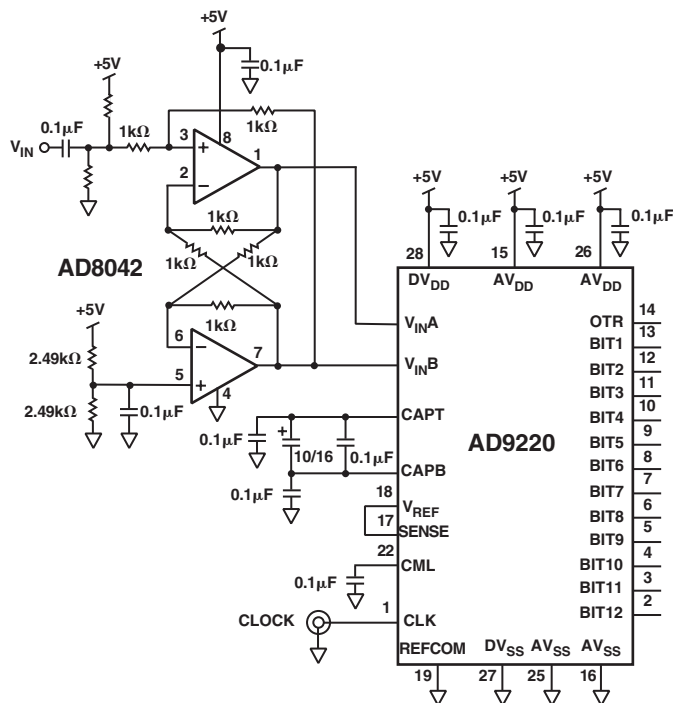 +5V
+5V
0.1µF
0.1µF
V_IN
1kΩ
1kΩ
3
8
+
1
2
–
1kΩ
1kΩ
1kΩ
AD8042
1kΩ
+5V
6
–
7
2.49kΩ
5
+
4
2.49kΩ
0.1µF
+5V
+5V
+5V
0.1µF
0.1µF
0.1µF
28
15
26
DV_DD
AV_DD
AV_DD
V_INA
V_INB
CAPT
0.1µF
+
10/16
0.1µF
CAPB
0.1µF
18
V_REF
17
SENSE
22
CML
0.1µF
1
CLOCK
CLK
AD9220
OTR
14
BIT1
13
BIT2
12
BIT3
11
BIT4
10
BIT5
9
BIT6
8
BIT7
7
BIT8
6
BIT9
5
BIT10
4
BIT11
3
BIT12
2
REFCOM
DV_SS
AV_SS
AV_SS
19
27
25
16